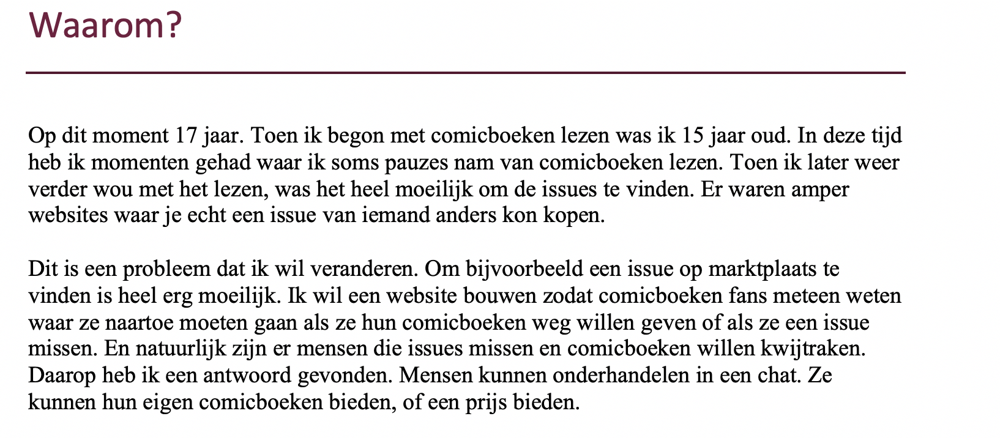 Waarom?
Op dit moment 17 jaar. Toen ik begon met comicboeken lezen was ik 15 jaar oud. In deze tijd
heb ik momenten gehad waar ik soms pauzes nam van comicboeken lezen. Toen ik later weer
verder wou met het lezen, was het heel moeilijk om de issues te vinden. Er waren amper
websites waar je echt een issue van iemand anders kon kopen.
Dit is een probleem dat ik wil veranderen. Om bijvoorbeeld een issue op marktplaats te
vinden is heel erg moeilijk. Ik wil een website bouwen zodat comicboeken fans meteen weten
waar ze naartoe moeten gaan als ze hun comicboeken weg willen geven of als ze een issue
missen. En natuurlijk zijn er mensen die issues missen en comicboeken willen kwijtraken.
Daarop heb ik een antwoord gevonden. Mensen kunnen onderhandelen in een chat. Ze
kunnen hun eigen comicboeken bieden, of een prijs bieden.